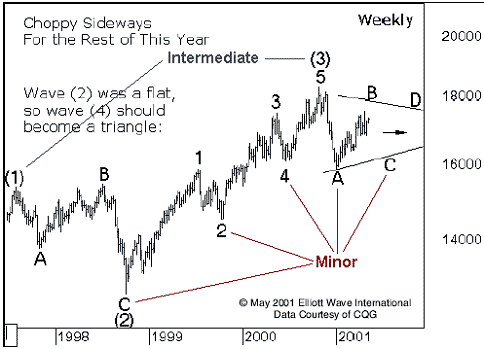 Choppy Sideways
For the Rest of This Year
Weekly
20000
Intermediate
(3)
5
Wave (2) was a flat,
so wave (4) should
become a triangle:
B
D
18000
3
(1)
B
1
4
A
C
16000
2
A
14000
Minor
C
(2)
© May 2001 Elliott Wave International
Data Courtesy of CQG
1998
1999
2000
2001